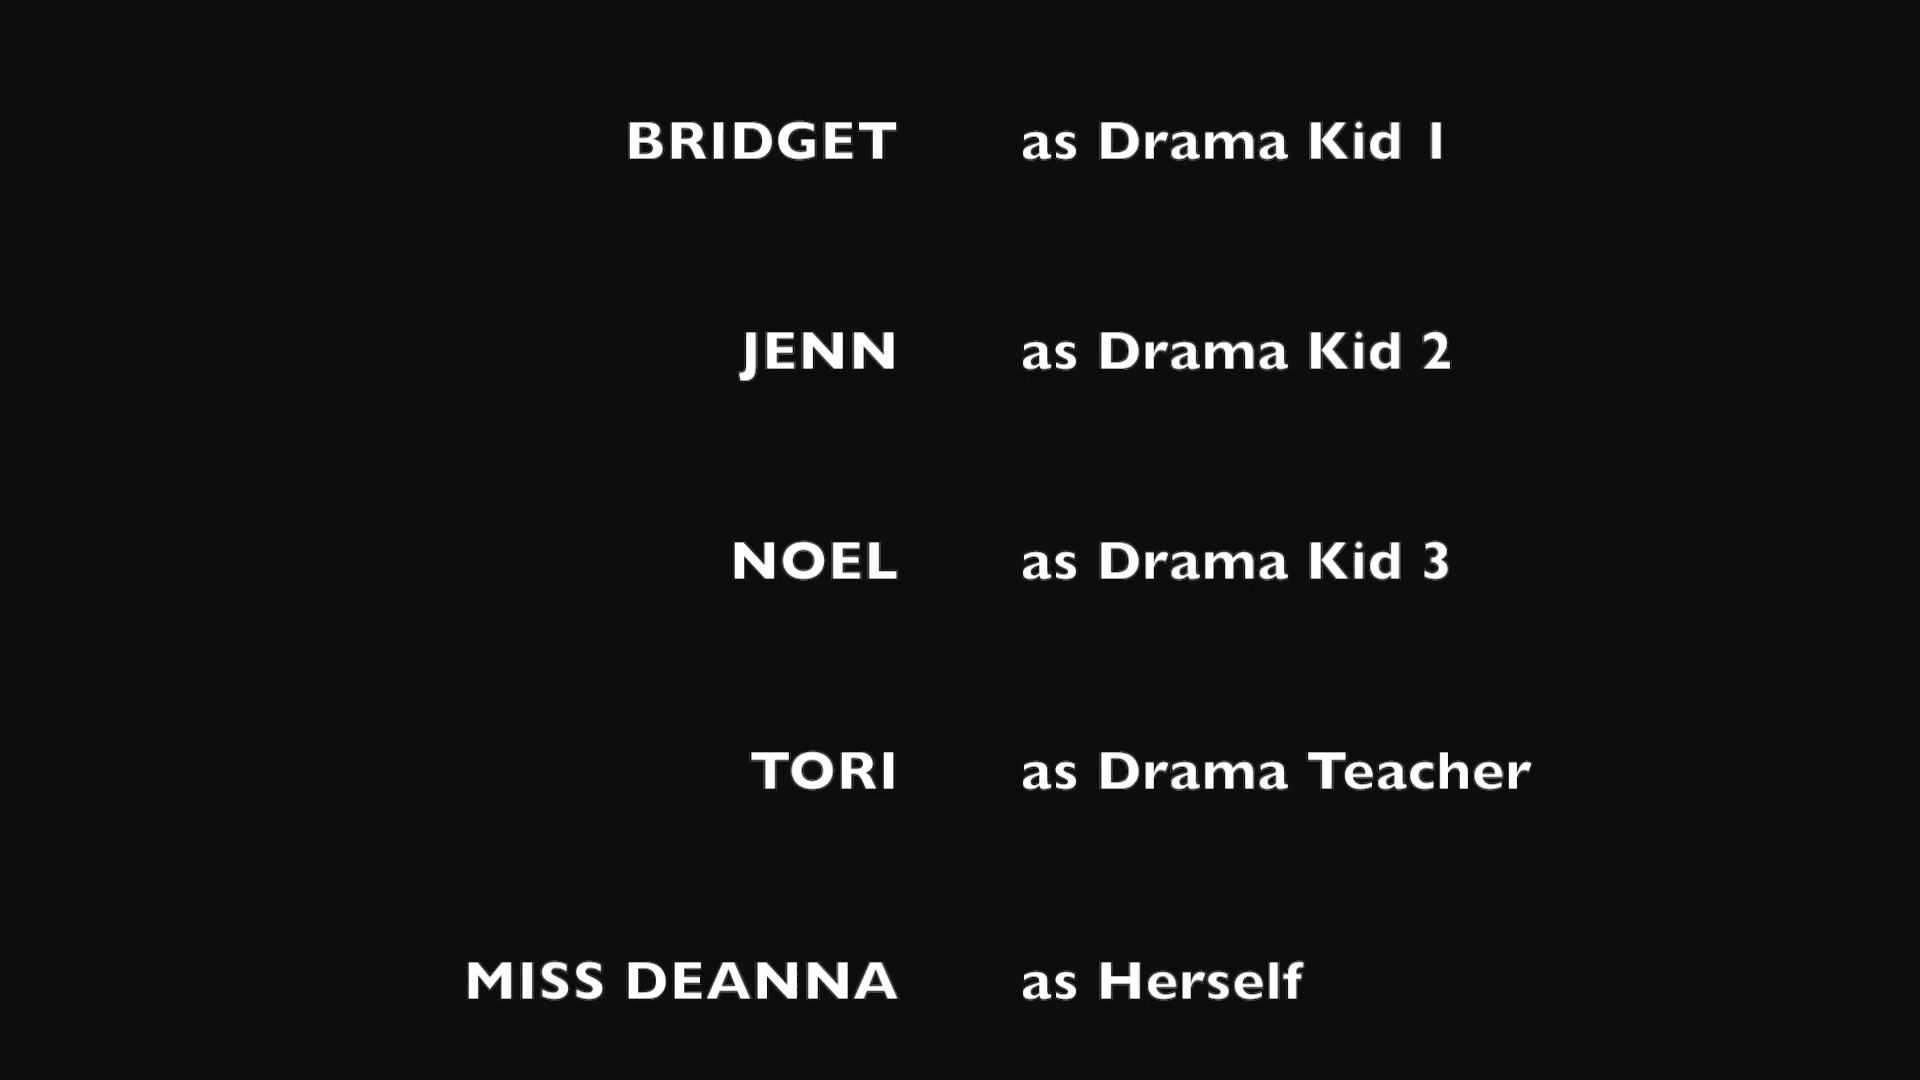 BRIDGET as Drama Kid 1
JENN as Drama Kid 2
NOEL as Drama Kid 3
TORI as Drama Teacher
MISS DEANNA as Herself